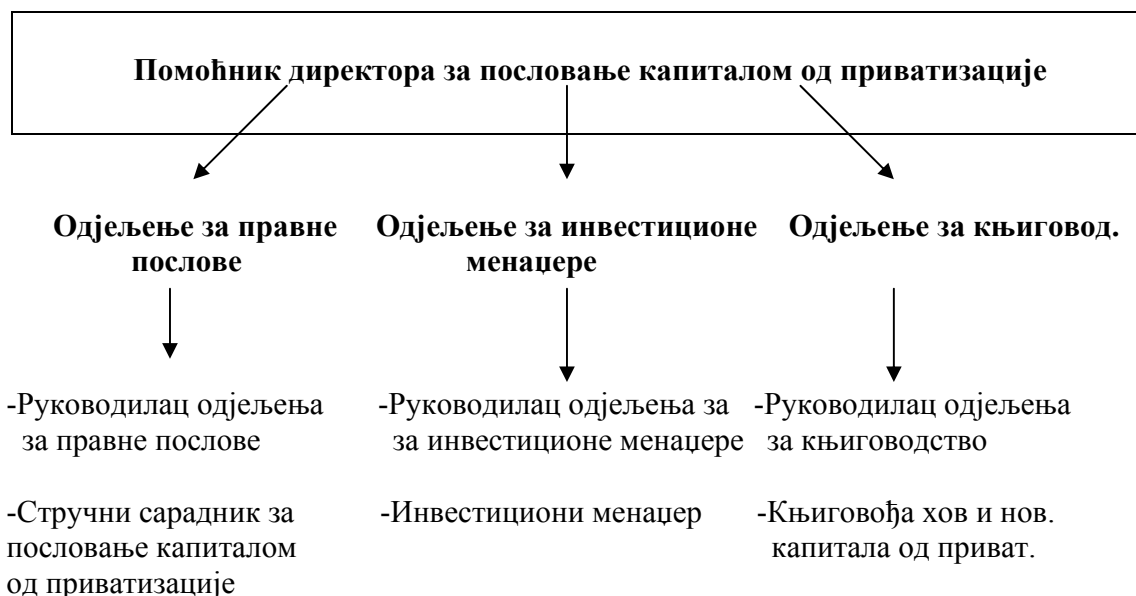 Помоћник директора за пословање капиталом од приватизације
Одјељење за правне
послове
Одјељење за инвестиционе
менаџере
Одјељење за књиговод.
-Руководилац одјељења
за правне послове
-Стручни сарадник за
пословање капиталом
од приватизације
-Руководилац одјељења за
за инвестиционе менаџере
-Инвестициони менаџер
-Руководилац одјељења
за књиговодство
-Књиговођа хов и нов.
капитала од приват.